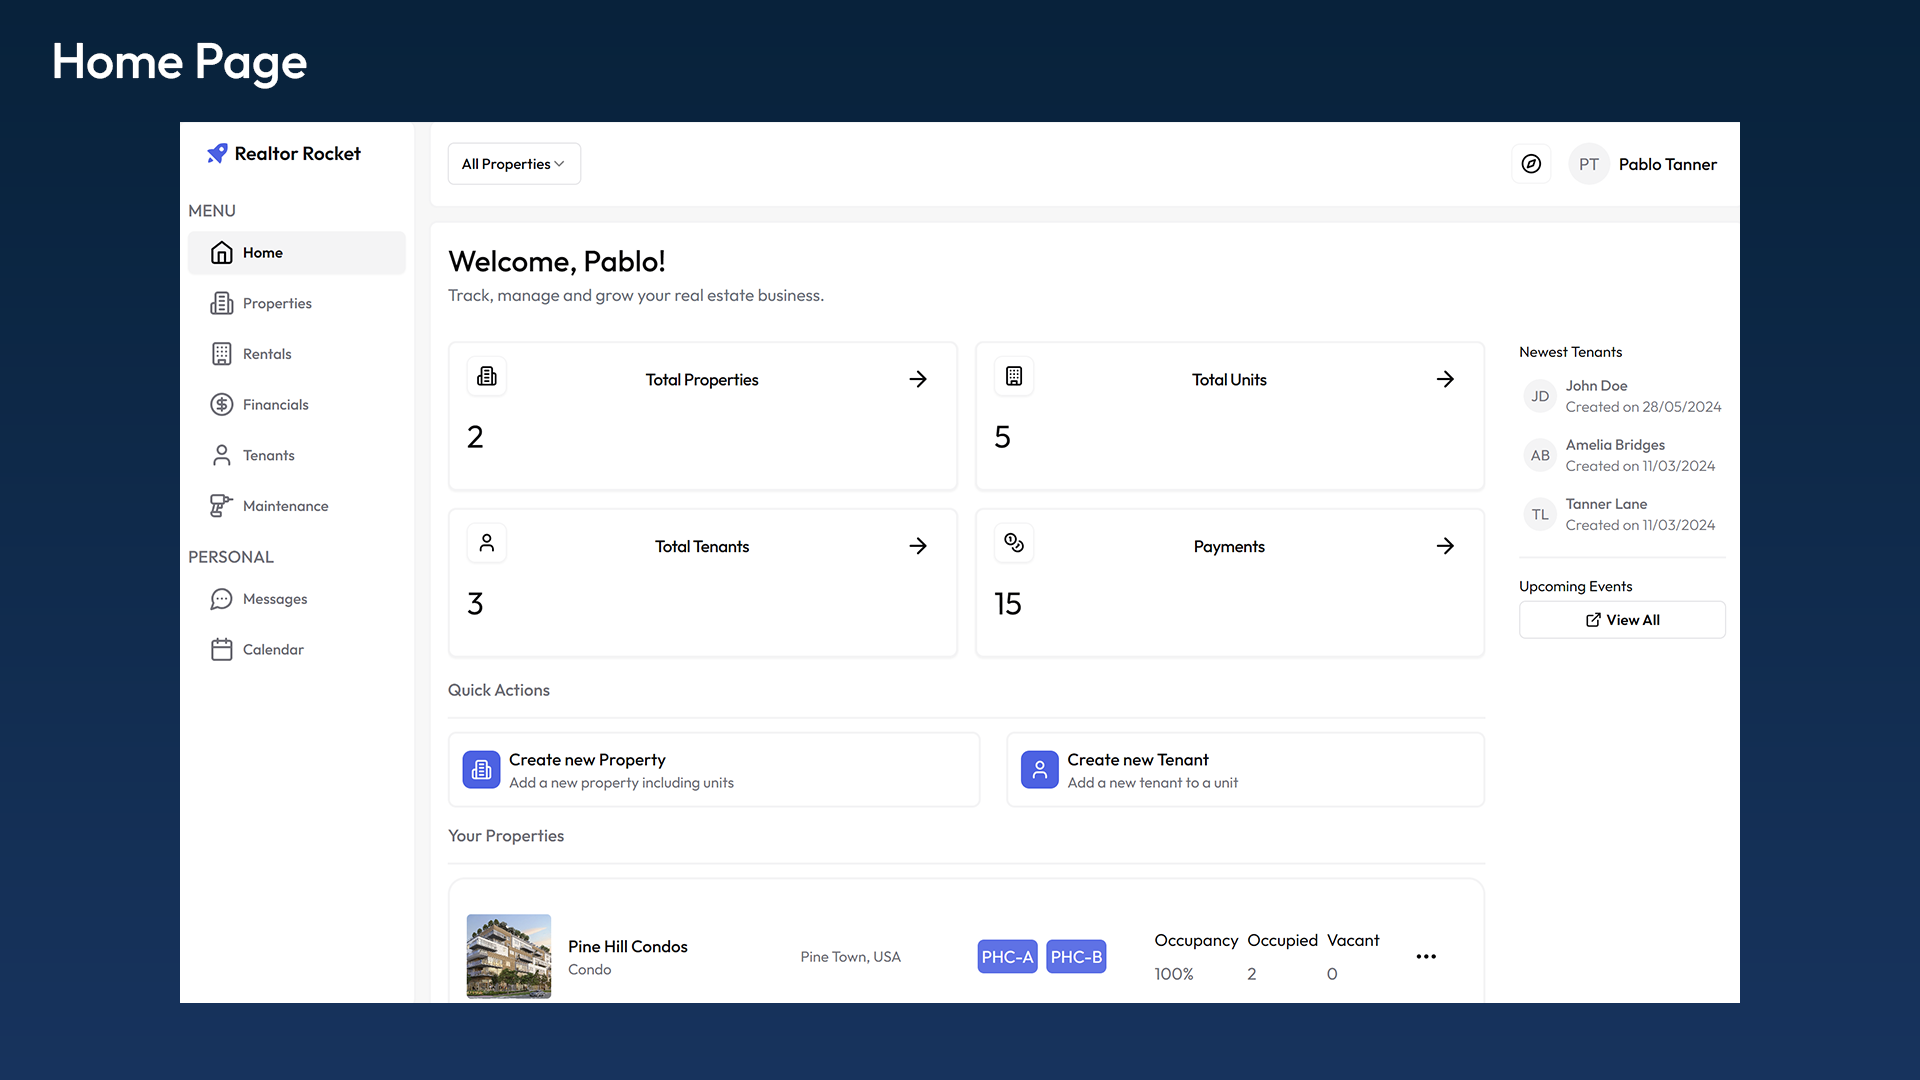 Home Page
Realtor Rocket
MENU
Home
Properties
Rentals
Financials
Tenants
Maintenance
PERSONAL
Messages
Calendar
All Properties
PT Pablo Tanner
Welcome, Pablo!
Track, manage and grow your real estate business.
Total Properties
2
Total Units
5
Total Tenants
3
Payments
15
Newest Tenants
JD
John Doe
Created on 28/05/2024
AB
Amelia Bridges
Created on 11/03/2024
TL
Tanner Lane
Created on 11/03/2024
Upcoming Events
View All
Quick Actions
Create new Property
Add a new property including units
Create new Tenant
Add a new tenant to a unit
Your Properties
Pine Hill Condos
Condo
Pine Town, USA
PHC-A PHC-B
Occupancy Occupied Vacant
100% 2 0